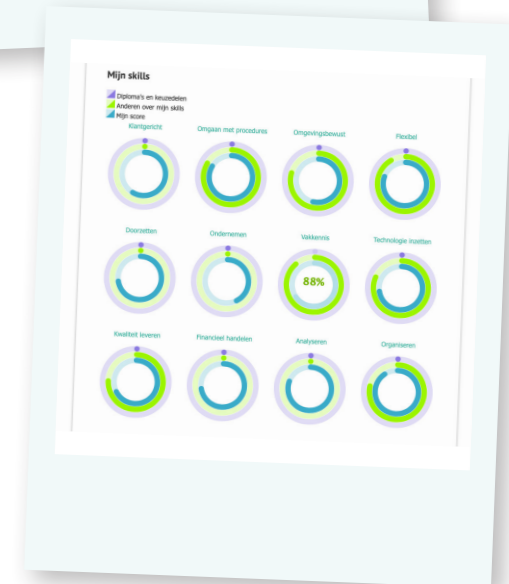 Mijn skills
Diploma's en keuzedelen
Anderen over mijn skills
Mijn score
Klantgericht
Omgaan met procedures
Omgevingsbewust
Flexibel
Doorzetten
Ondernemen
Vakkennis
Technologie inzetten
88%
Kwaliteit leveren
Financieel handelen
Analyseren
Organiseren